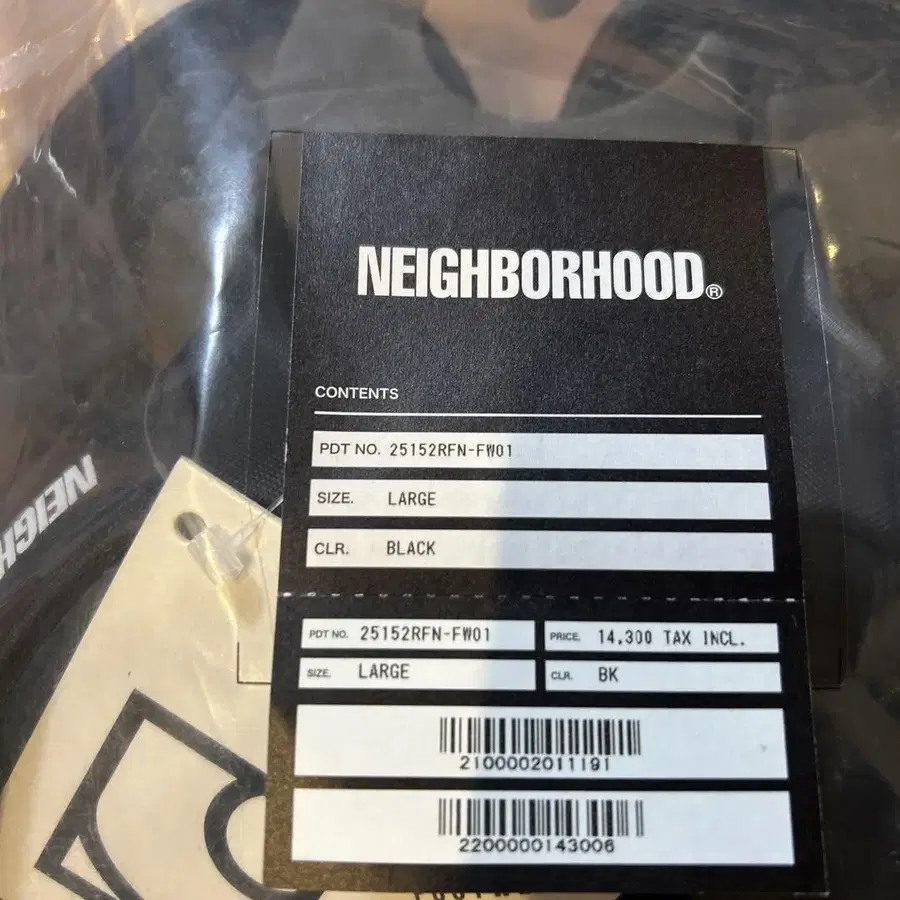 NEIGHBORHOOD®
CONTENTS
PDT NO. 25152RFN-FW01
SIZE. LARGE
CLR. BLACK
NEIGH
PDT NO. 25152RFN-FW01
PRICE. 14,300 TAX INCL.
SIZE. LARGE
CLR. BK
2100002011191
2200000143006